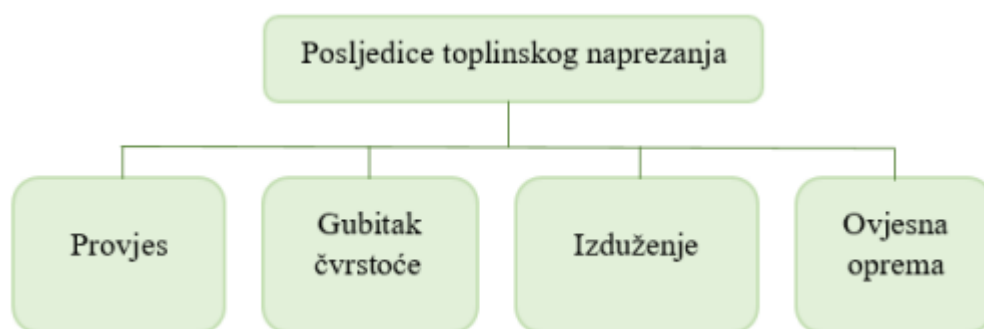 Posljedice toplinskog naprezanja
Provjes
Gubitak
čvrstoće
Izduženje
Ovjesna
oprema